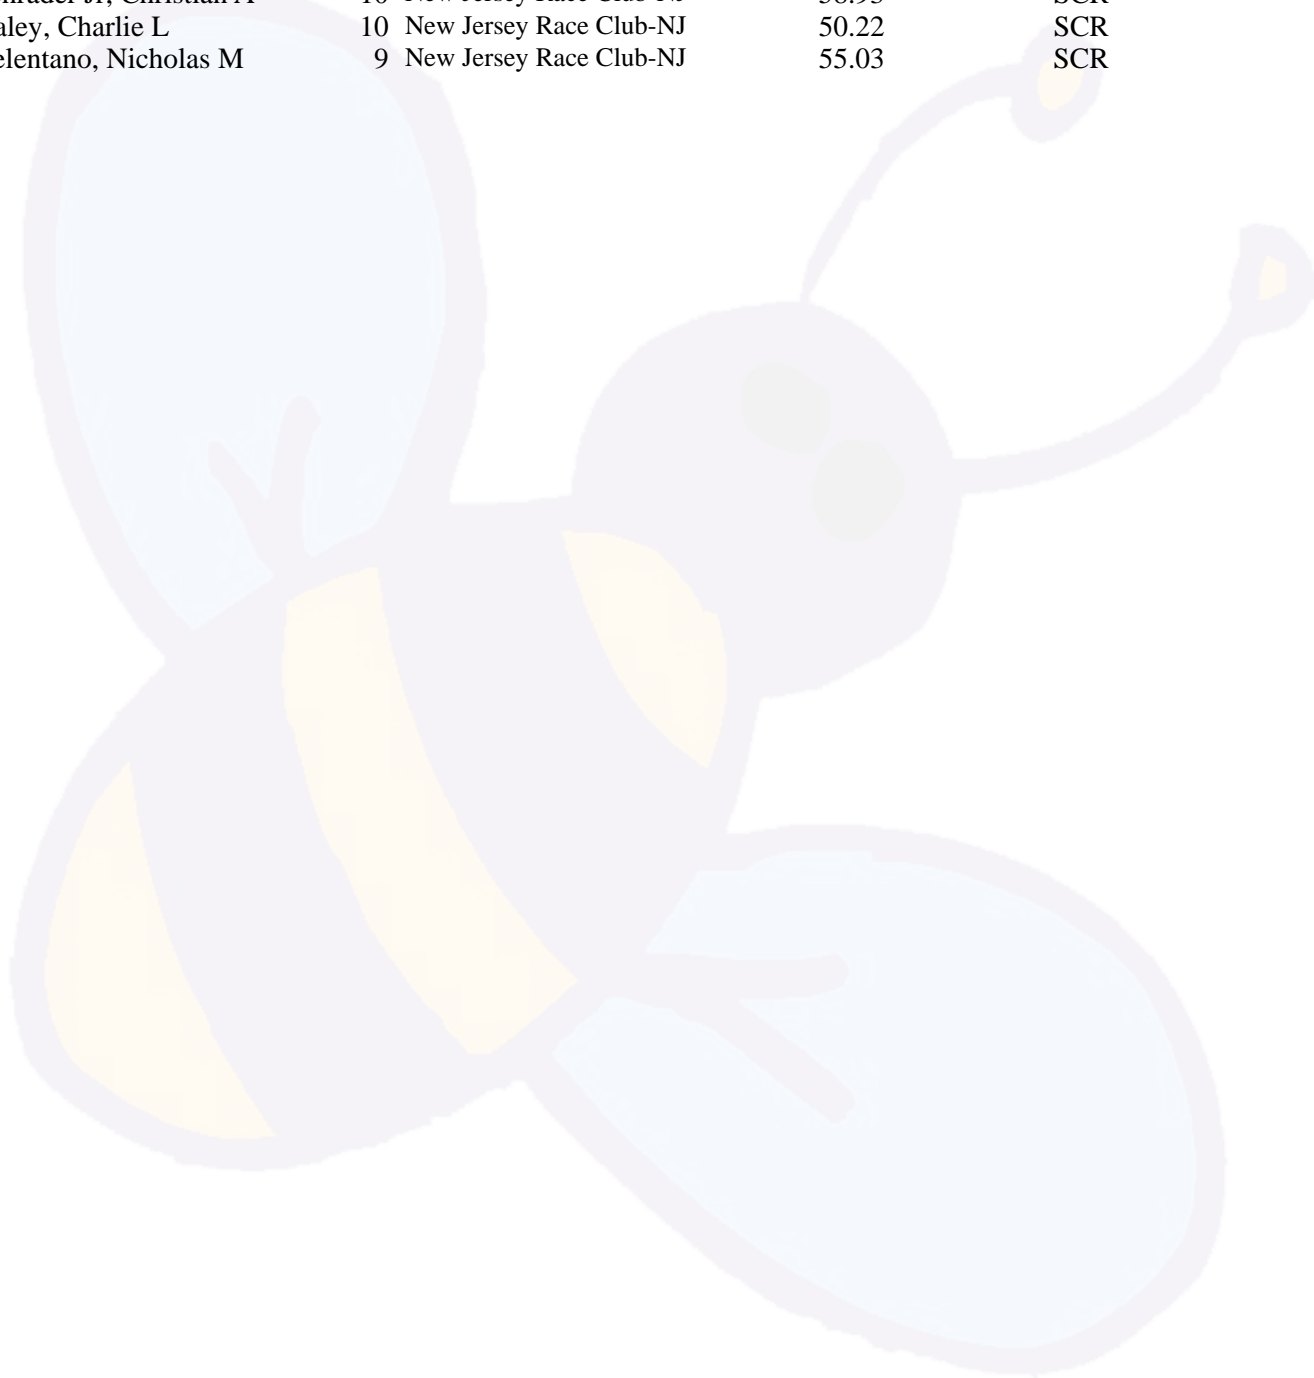 Christian A
aley, Charlie L 10 New Jersey Race Club-NJ 50.22 SCR
elentano, Nicholas M 9 New Jersey Race Club-NJ 55.03 SCR